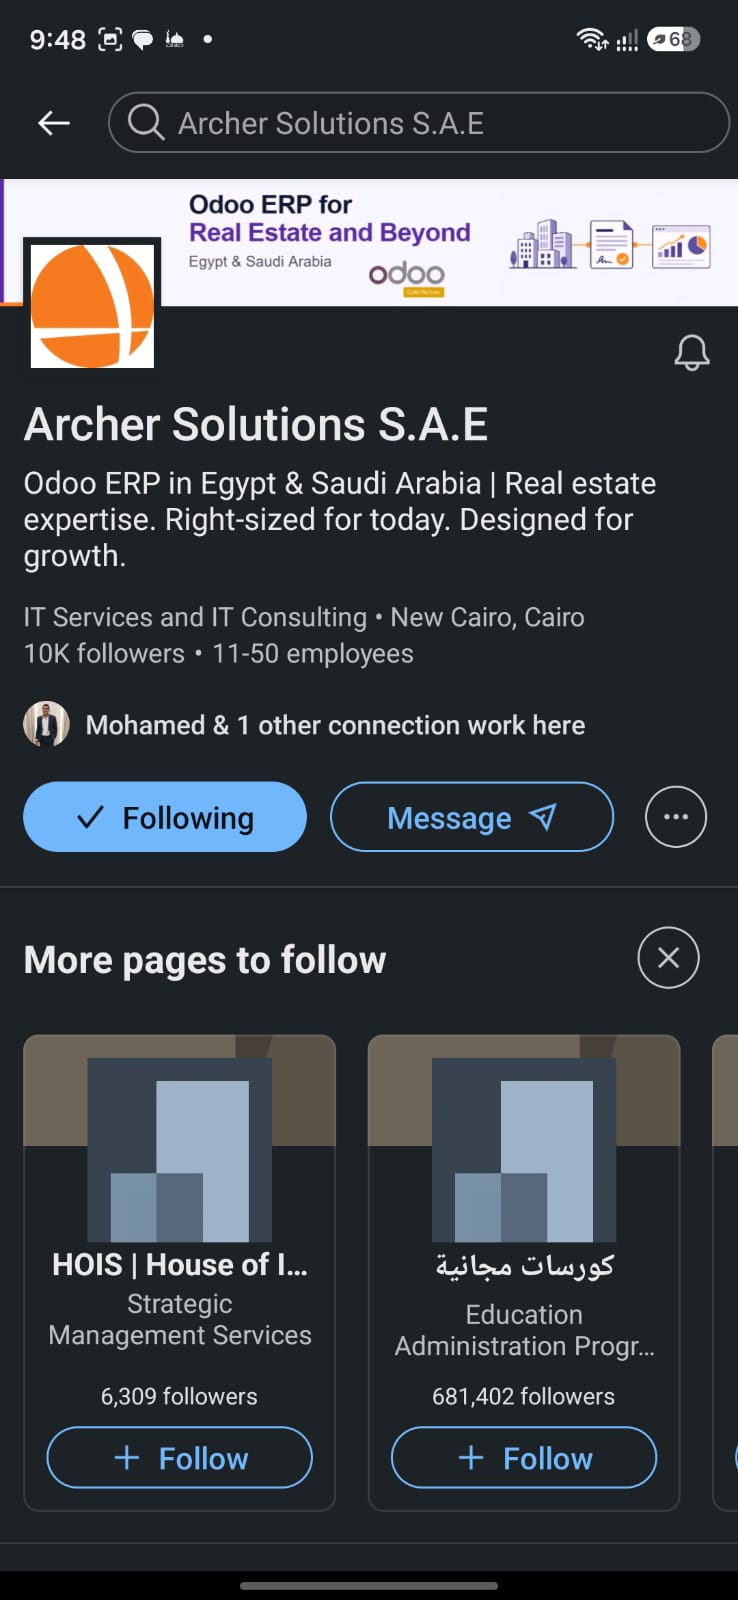 9:48
68
Archer Solutions S.A.E
Odoo ERP for
Real Estate and Beyond
Egypt & Saudi Arabia
odoo
Gold Partner
Archer Solutions S.A.E
Odoo ERP in Egypt & Saudi Arabia | Real estate
expertise. Right-sized for today. Designed for
growth.
IT Services and IT Consulting • New Cairo, Cairo
10K followers • 11-50 employees
Mohamed & 1 other connection work here
Following
Message
More pages to follow
HOIS | House of I...
Strategic
Management Services
6,309 followers
+ Follow
كورسات مجانية
Education
Administration Progr...
681,402 followers
+ Follow